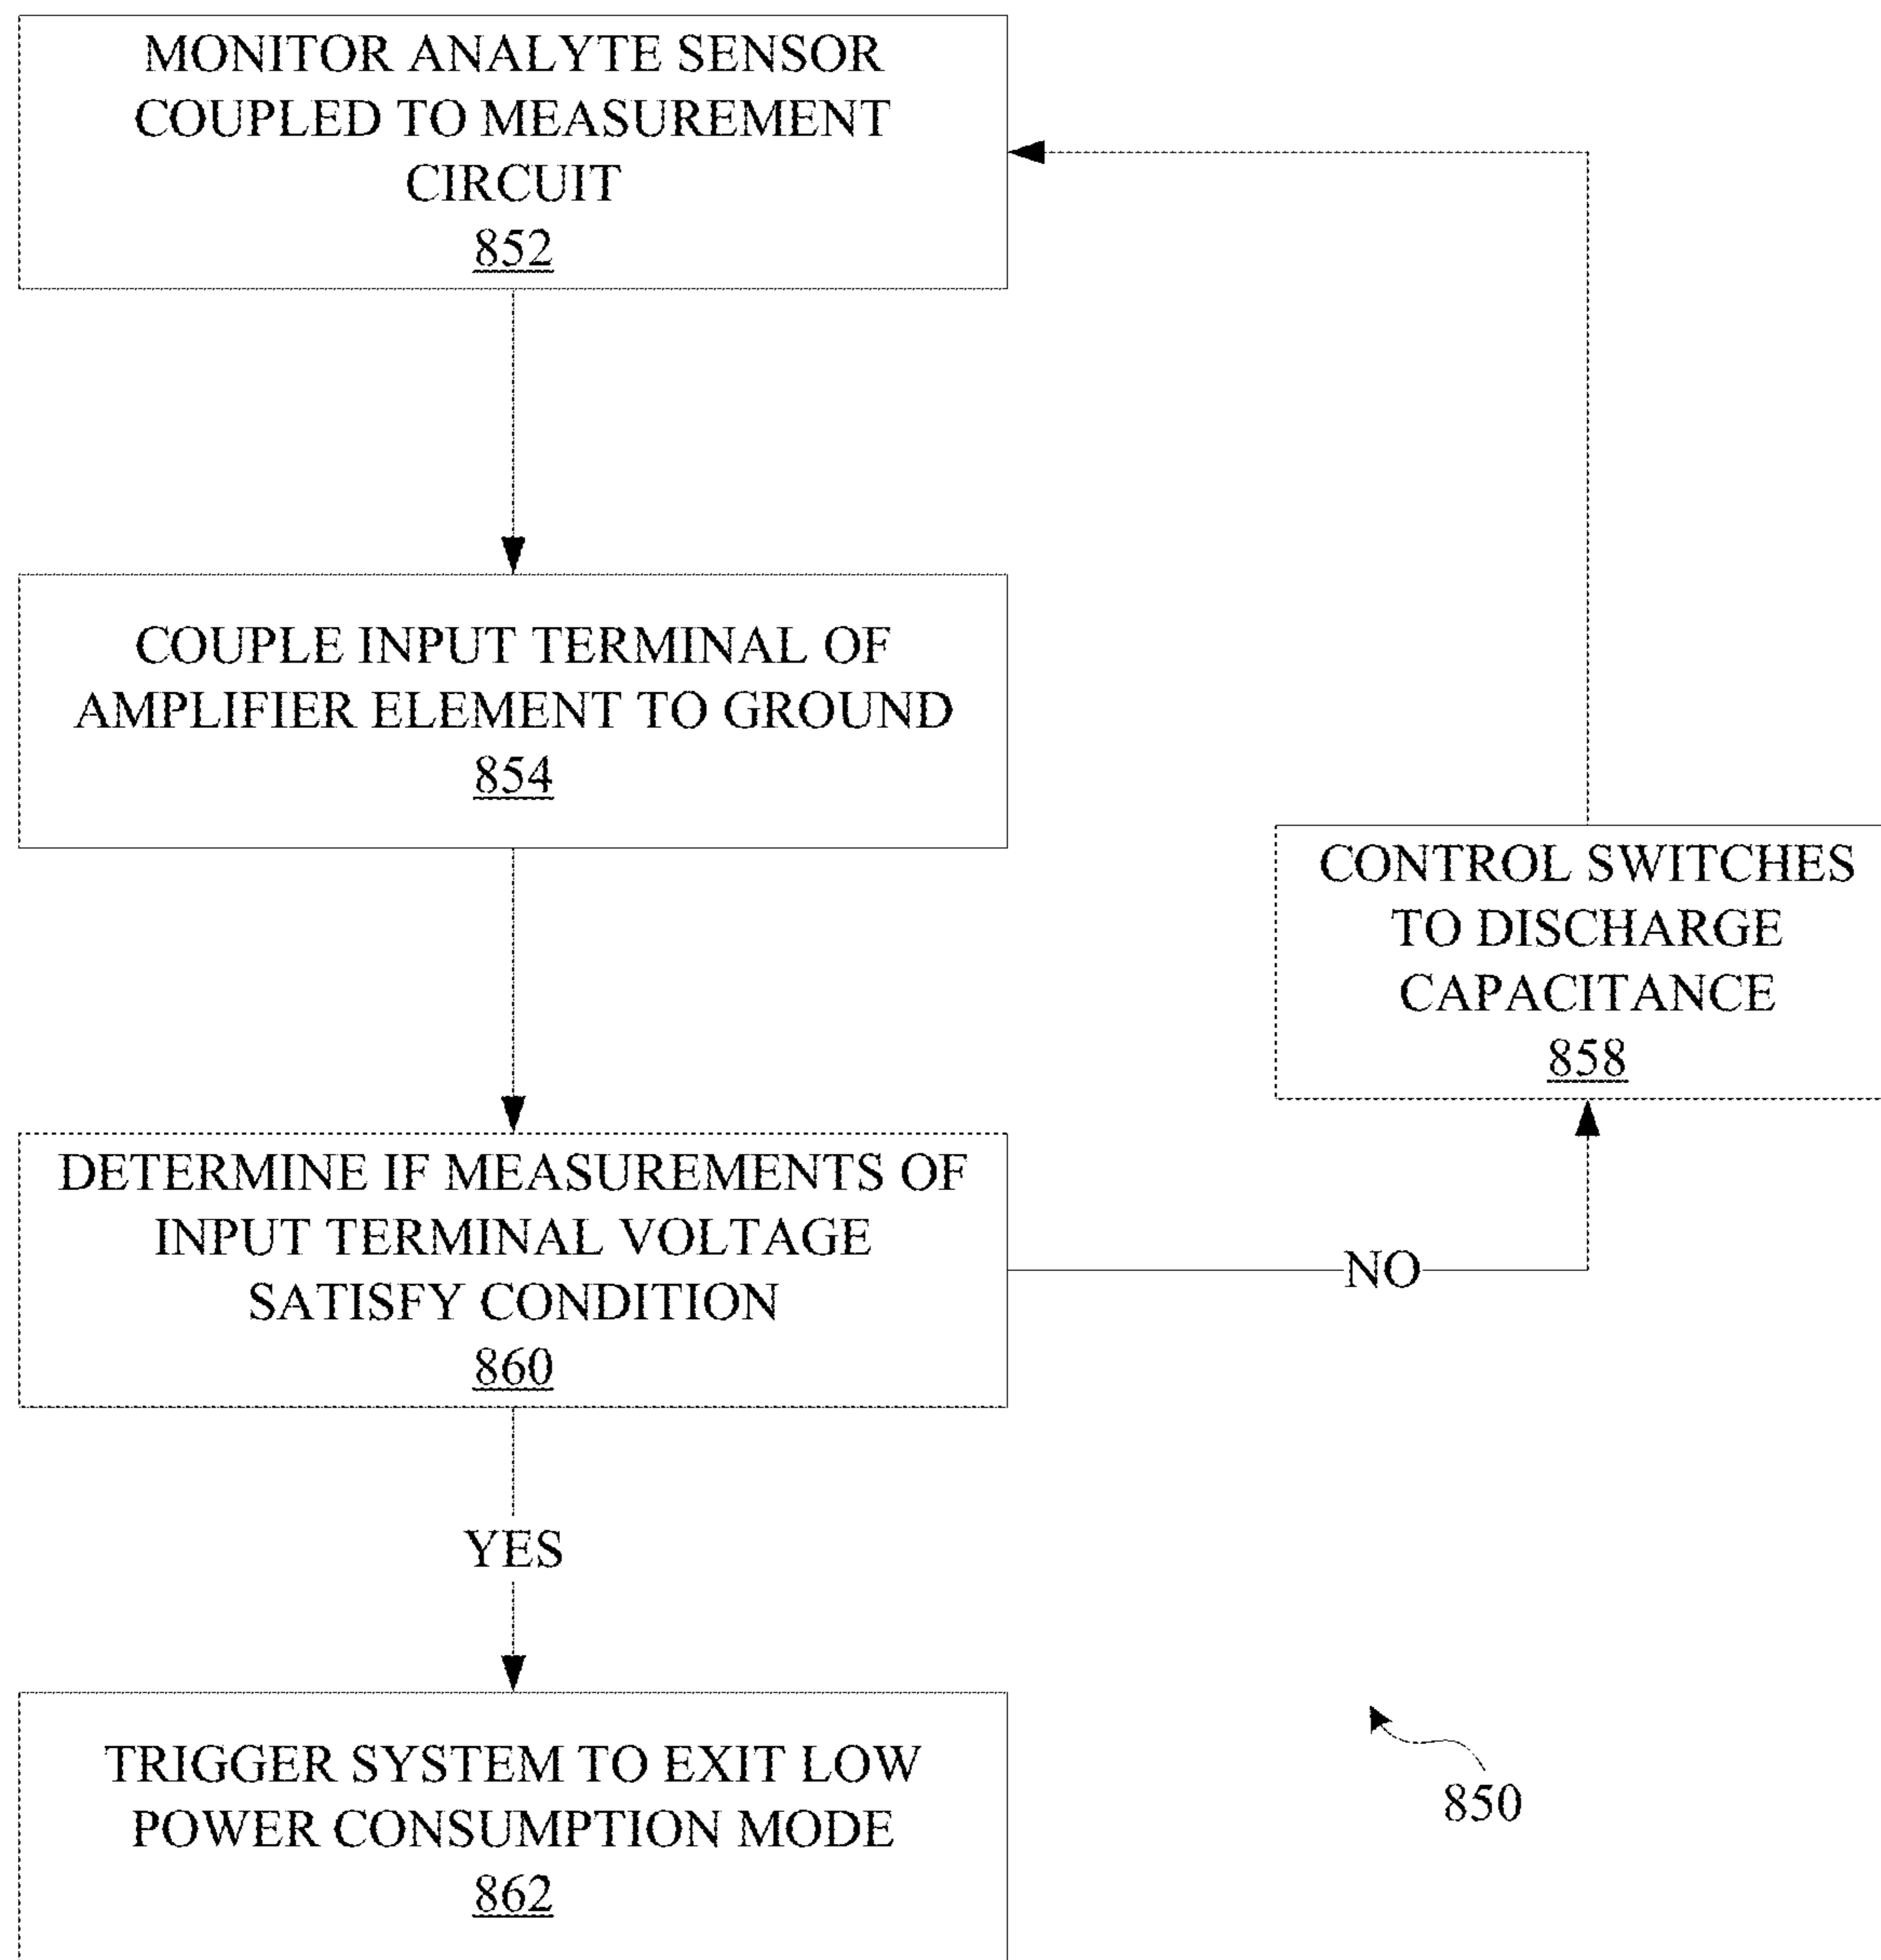 MONITOR ANALYTE SENSOR
COUPLED TO MEASUREMENT
CIRCUIT
852
COUPLE INPUT TERMINAL OF
AMPLIFIER ELEMENT TO GROUND
854
CONTROL SWITCHES
TO DISCHARGE
CAPACITANCE
858
DETERMINE IF MEASUREMENTS OF
INPUT TERMINAL VOLTAGE
SATISFY CONDITION
860
NO
YES
TRIGGER SYSTEM TO EXIT LOW
POWER CONSUMPTION MODE
862
850